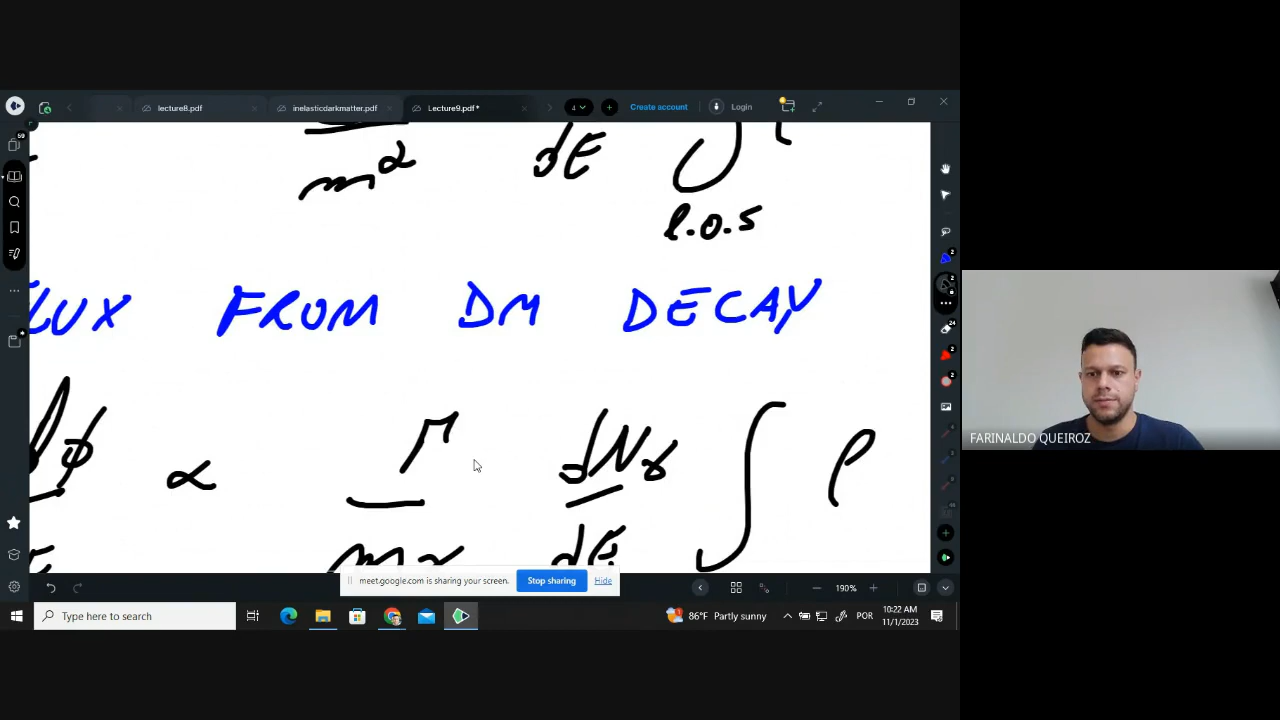 lecture8.pdf inelasticdarkmatter.pdf Lecture9.pdf* Create account Login
59
m² dE
l.o.s
FLUX FROM DM DECAY
dϕ ∝ Γ dNγ ∫ ρ
E mχ dE
FARINALDO QUEIROZ
meet.google.com is sharing your screen. Stop sharing Hide
190%
Type here to search
86°F Partly sunny
POR
10:22 AM
11/1/2023